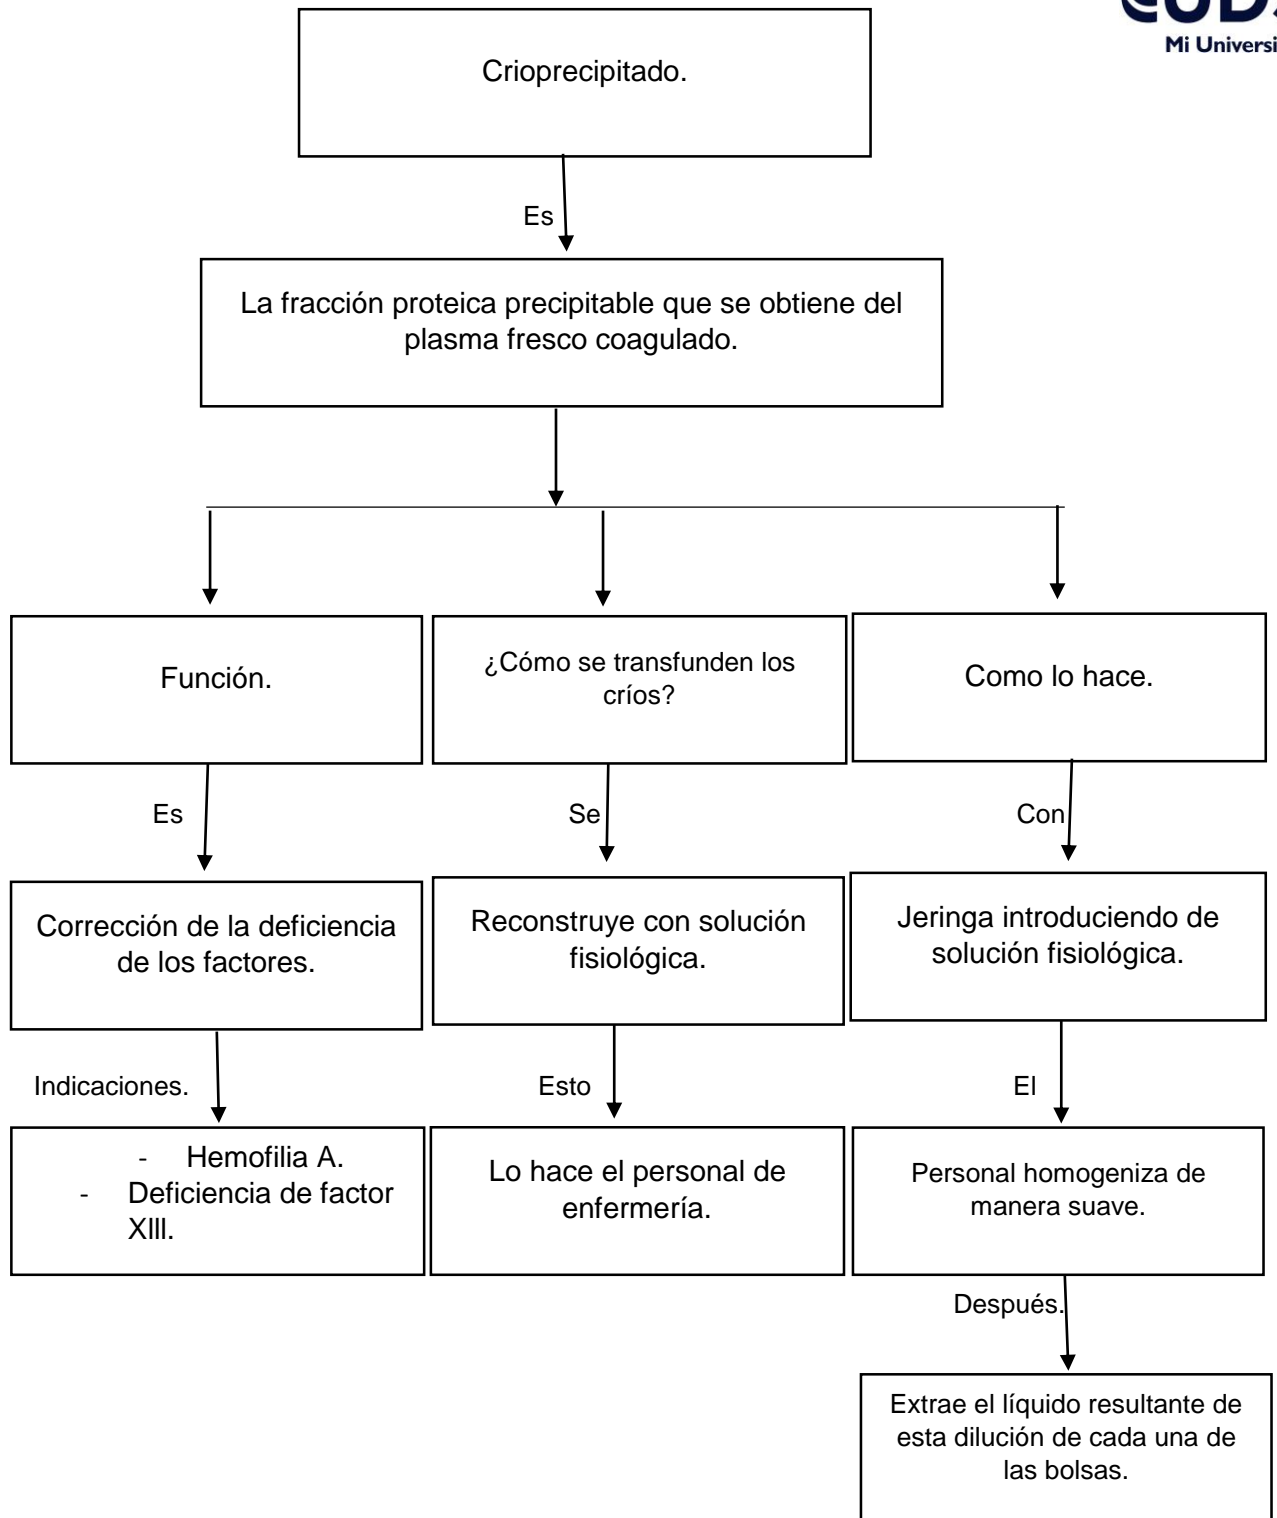 Mi Universi
Crioprecipitado.
Es
La fracción proteica precipitable que se obtiene del
plasma fresco coagulado.
Función.
¿Cómo se transfunden los
críos?
Como lo hace.
Es
Se
Con
Corrección de la deficiencia
de los factores.
Reconstruye con solución
fisiológica.
Jeringa introduciendo de
solución fisiológica.
Indicaciones.
Esto
El
- Hemofilia A.
- Deficiencia de factor
XIII.
Lo hace el personal de
enfermería.
Personal homogeniza de
manera suave.
Después.
Extrae el líquido resultante de
esta dilución de cada una de
las bolsas.